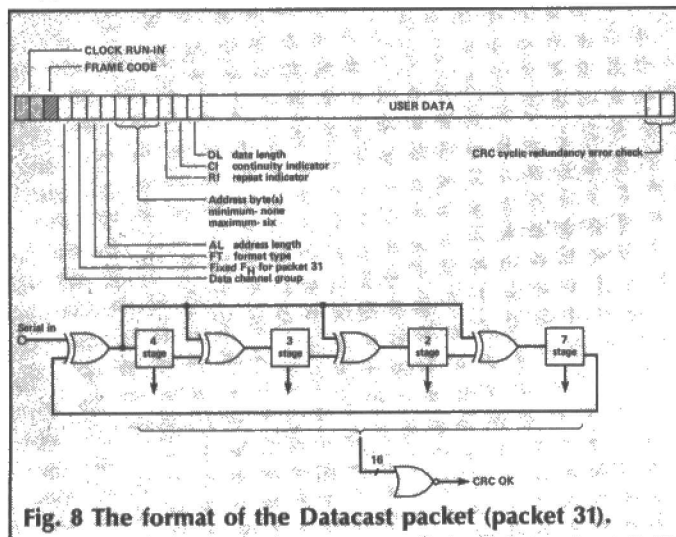 CLOCK RUN-IN
FRAME CODE
USER DATA
DL data length
CI continuity indicator
RI repeat indicator
CRC cyclic redundancy error check
Address byte(s)
minimum- none
maximum- six
AL address length
FT format type
Fixed FH for packet 31
Data channel group
Serial in
4 stage
3 stage
2 stage
7 stage
16
CRC OK
Fig. 8 The format of the Datacast packet (packet 31).